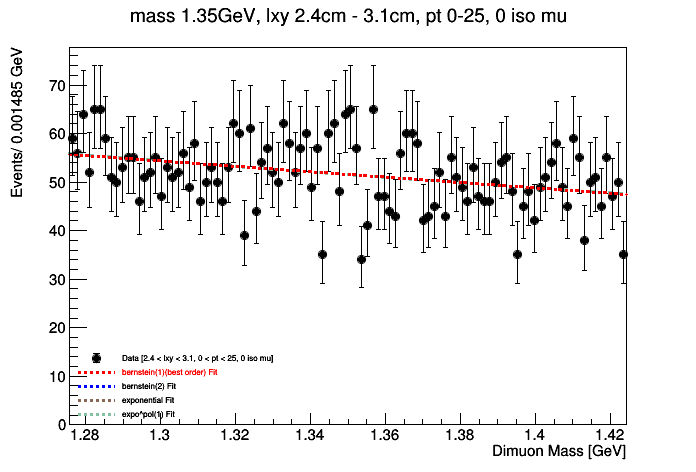 mass 1.35GeV, lxy 2.4cm - 3.1cm, pt 0-25, 0 iso mu
Events/ 0.001485 GeV
70
60
50
40
30
20
10
0
Data [2.4 < lxy < 3.1, 0 < pt < 25, 0 iso mu]
bernstein(1)(best order) Fit
bernstein(2) Fit
exponential Fit
expo*pol(1) Fit
1.28 1.3 1.32 1.34 1.36 1.38 1.4 1.42
Dimuon Mass [GeV]